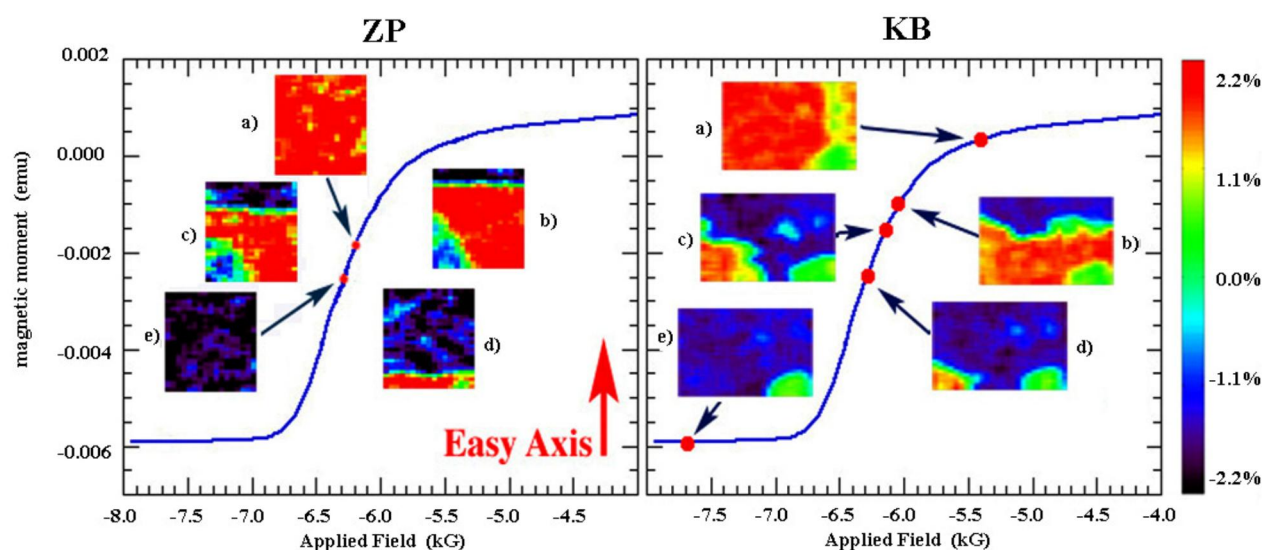 ZP
KB
magnetic moment (emu)
0.002
0.000
-0.002
-0.004
-0.006
a)
b)
c)
d)
e)
Easy Axis
-8.0 -7.5 -7.0 -6.5 -6.0 -5.5 -5.0 -4.5
Applied Field (kG)
a)
b)
c)
d)
e)
-7.5 -7.0 -6.5 -6.0 -5.5 -5.0 -4.5 -4.0
Applied Field (kG)
2.2%
1.1%
0.0%
-1.1%
-2.2%